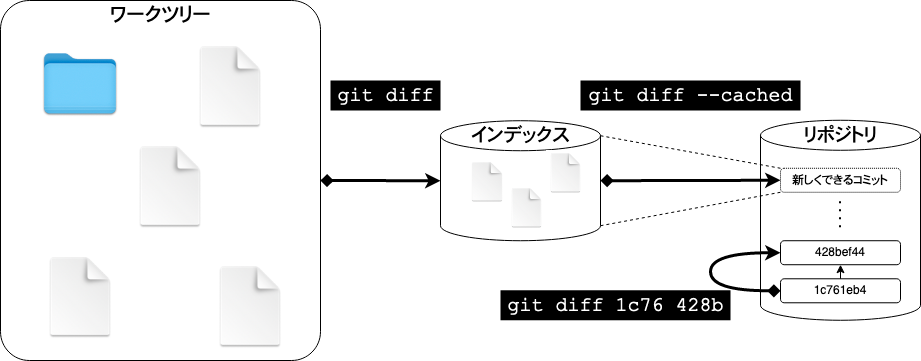 ワークツリー
git diff
git diff --cached
インデックス
リポジトリ
新しくできるコミット
428bef44
1c761eb4
git diff 1c76 428b